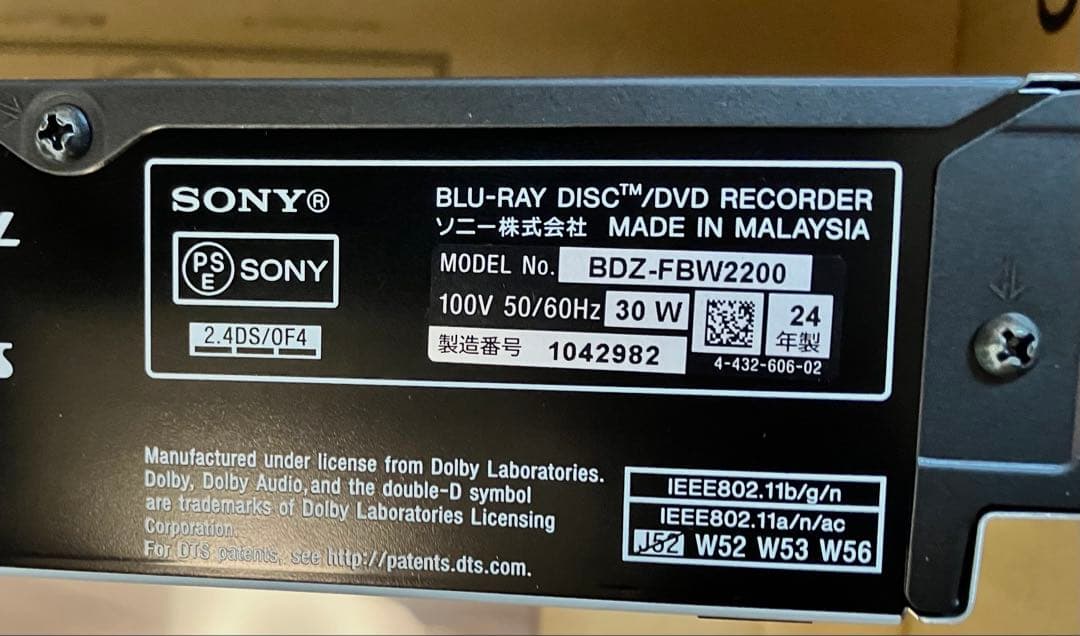 SONY®
BLU-RAY DISC™/DVD RECORDER
ソニー株式会社 MADE IN MALAYSIA
PSE SONY
MODEL No. BDZ-FBW2200
100V 50/60Hz 30 W
24
年製
2.4DS/OF4
製造番号 1042982
4-432-606-02
Manufactured under license from Dolby Laboratories.
Dolby, Dolby Audio, and the double-D symbol
are trademarks of Dolby Laboratories Licensing
Corporation.
For DTS patents, see http://patents.dts.com.
IEEE802.11b/g/n
IEEE802.11a/n/ac
J52 W52 W53 W56